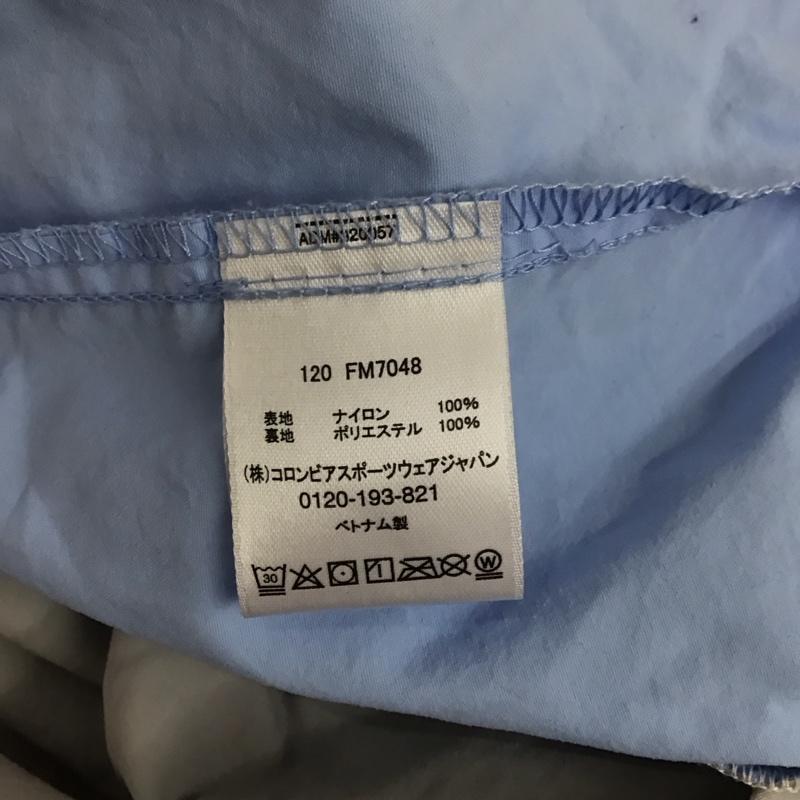 120 FM7048
表地 ナイロン 100%
裏地 ポリエステル 100%
(株)コロンビアスポーツウェアジャパン
0120-193-821
ベトナム製
30 W